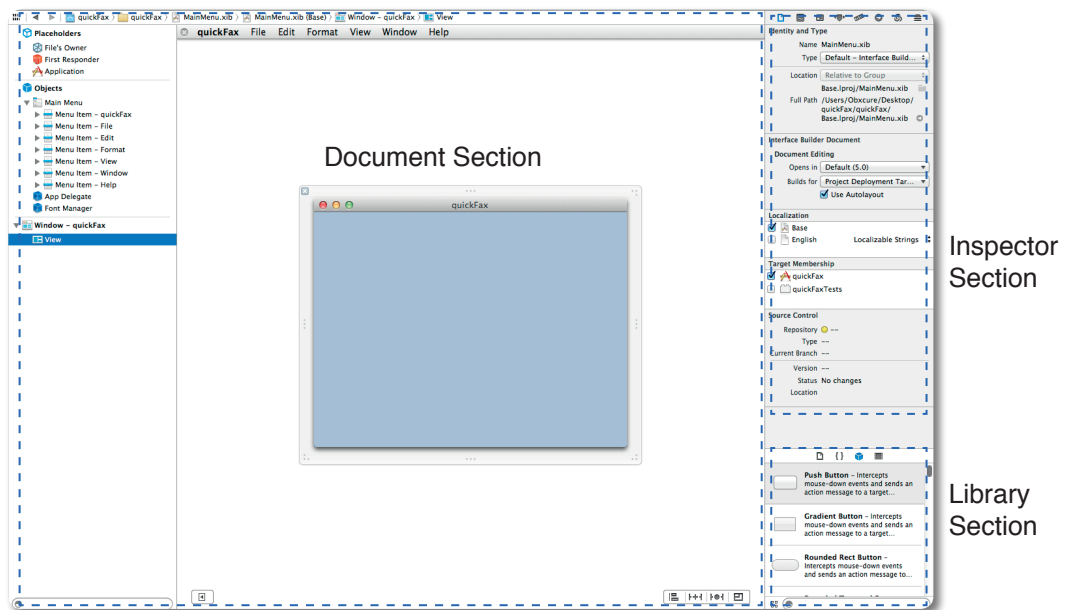 quickFax quickFax MainMenu.xib MainMenu.xib (Base) Window - quickFax View
Placeholders
File's Owner
First Responder
Application
Objects
Main Menu
Menu Item - quickFax
Menu Item - File
Menu Item - Edit
Menu Item - Format
Menu Item - View
Menu Item - Window
Menu Item - Help
App Delegate
Font Manager
Window - quickFax
View
quickFax File Edit Format View Window Help
Document Section
quickFax
Identity and Type
Name MainMenu.xib
Type Default - Interface Build...
Location Relative to Group
Base.lproj/MainMenu.xib
Full Path /Users/Obxcure/Desktop/
quickFax/quickFax/
Base.lproj/MainMenu.xib
Interface Builder Document
Document Editing
Opens in Default (5.0)
Builds for Project Deployment Tar...
Use Autolayout
Localization
Base
English Localizable Strings
Target Membership
quickFax
quickFaxTests
Source Control
Repository --
Type --
Current Branch --
Version --
Status No changes
Location
Inspector
Section
{ }
Push Button - Intercepts
mouse-down events and sends an
action message to a target...
Gradient Button - Intercepts
mouse-down events and sends an
action message to a target...
Rounded Rect Button -
Intercepts mouse-down events
and sends an action message to...
Library
Section